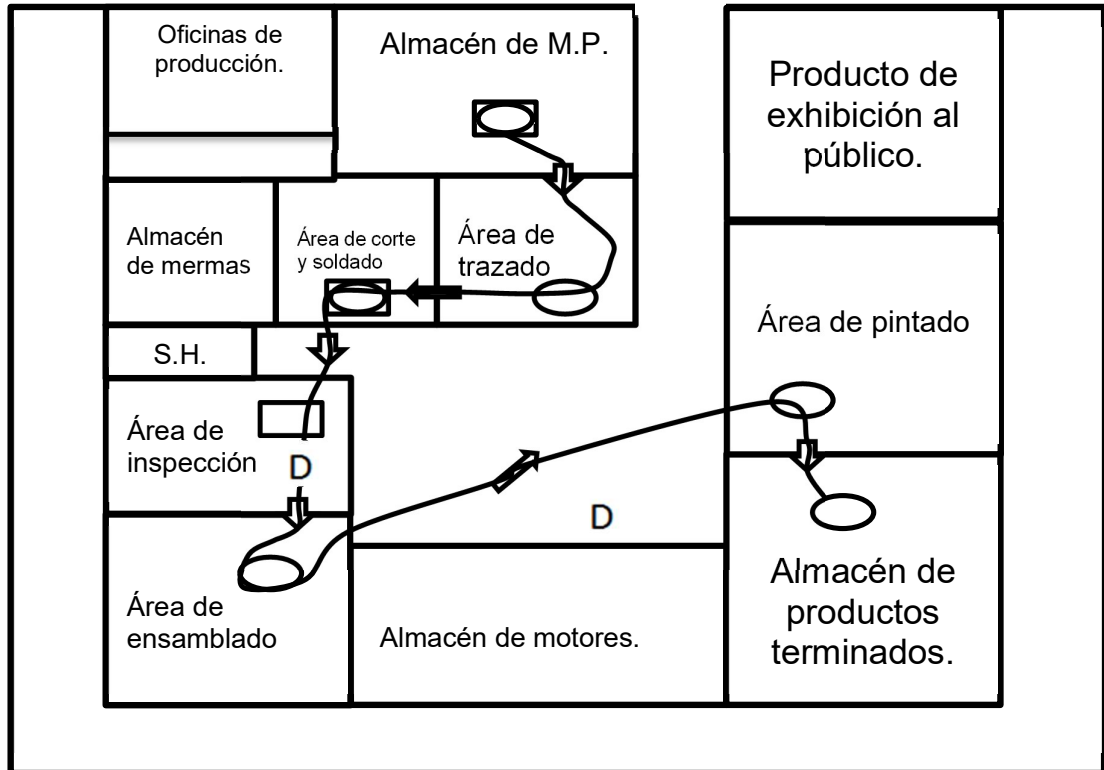 Oficinas de
producción.
Almacén de M.P.
Producto de
exhibición al
público.
Almacén
de mermas
Área de corte
y soldado
Área de
trazado
Área de pintado
S.H.
Área de
inspección
D
D
Área de
ensamblado
Almacén de motores.
Almacén de
productos
terminados.